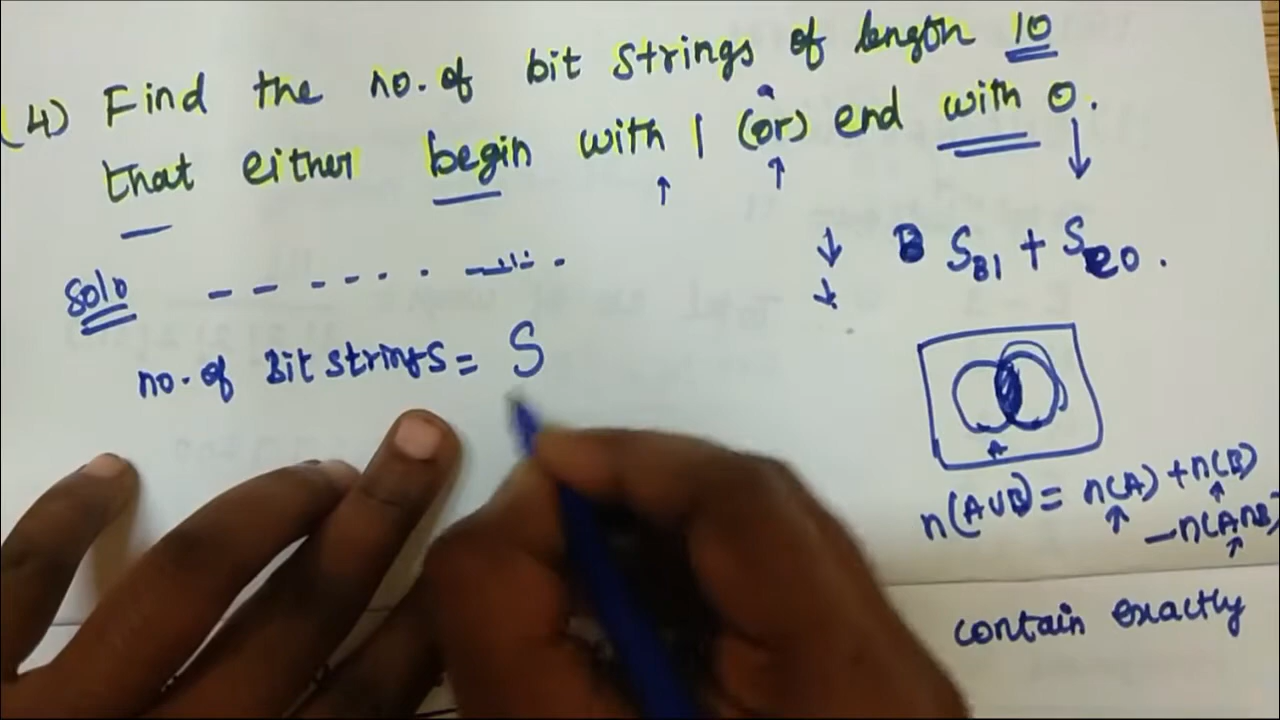 (4) Find the no. of bit strings of length 10
that either begin with 1 (or) end with 0.
Soln
S_B1 + S_E0.
no. of Bit strings = S
A
n(A∪B) = n(A) + n(B)
- n(A∩B)
contain exactly